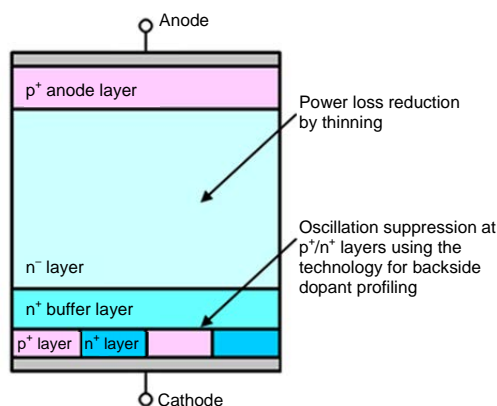 Anode
p⁺ anode layer
Power loss reduction
by thinning
Oscillation suppression at
p⁺/n⁺ layers using the
technology for backside
dopant profiling
n⁻ layer
n⁺ buffer layer
p⁺ layer
n⁺ layer
Cathode